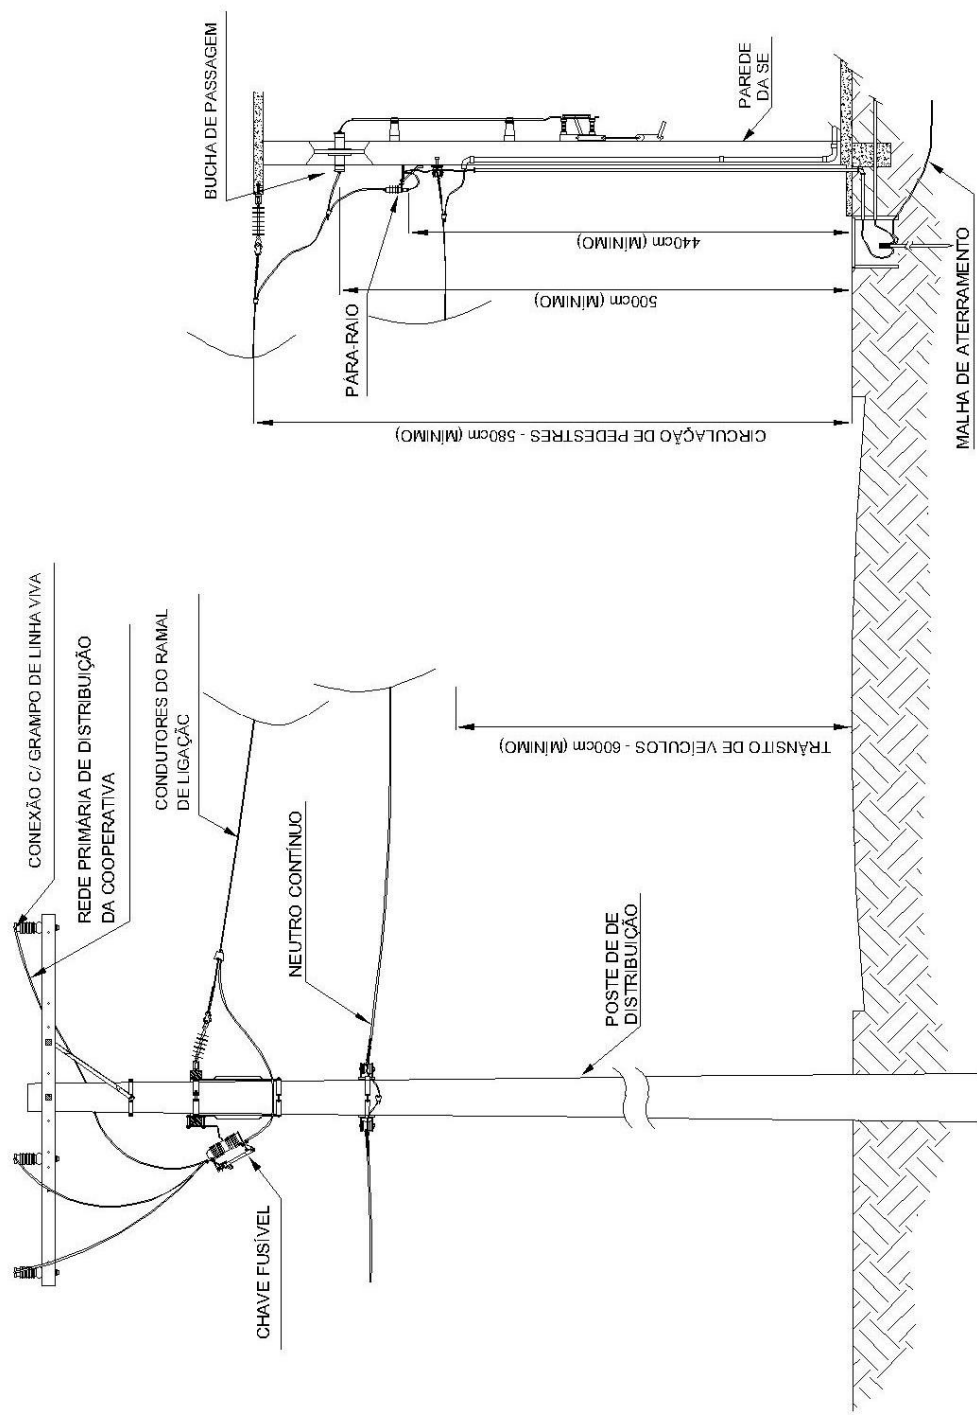 CONEXÃO C/ GRAMPO DE LINHA VIVA
REDE PRIMÁRIA DE DISTRIBUIÇÃO
DA COOPERATIVA
CONDUTORES DO RAMAL
DE LIGAÇÃC
NEUTRO CONTÍNUO
CHAVE FUSÍVEL
POSTE DE DE
DISTRIBUIÇÃO
TRÂNSITO DE VEÍCULOS - 600cm (MÍNIMO)
CIRCULAÇÃO DE PEDESTRES - 580cm (MÍNIMO)
500cm (MÍNIMO)
440cm (MÍNIMO)
BUCHA DE PASSAGEM
PÁRA-RAIO
PAREDE
DA SE
MALHA DE ATERRAMENTO